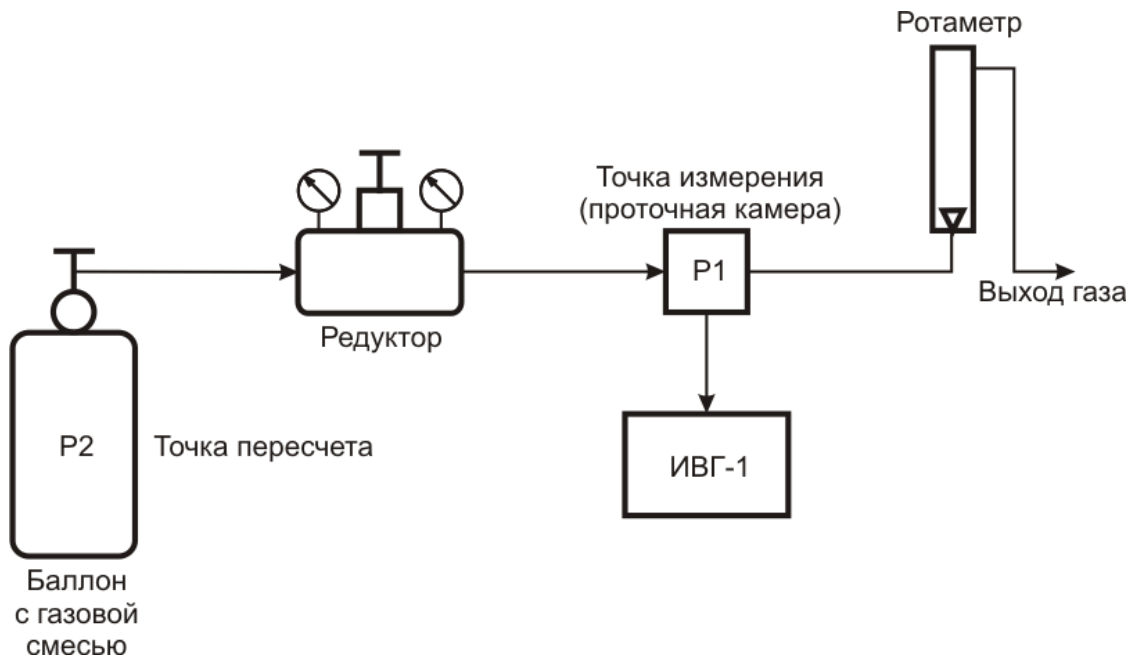 Ротаметр
Точка измерения
(проточная камера)
P1
Выход газа
Редуктор
P2
Точка пересчета
ИВГ-1
Баллон
с газовой
смесью